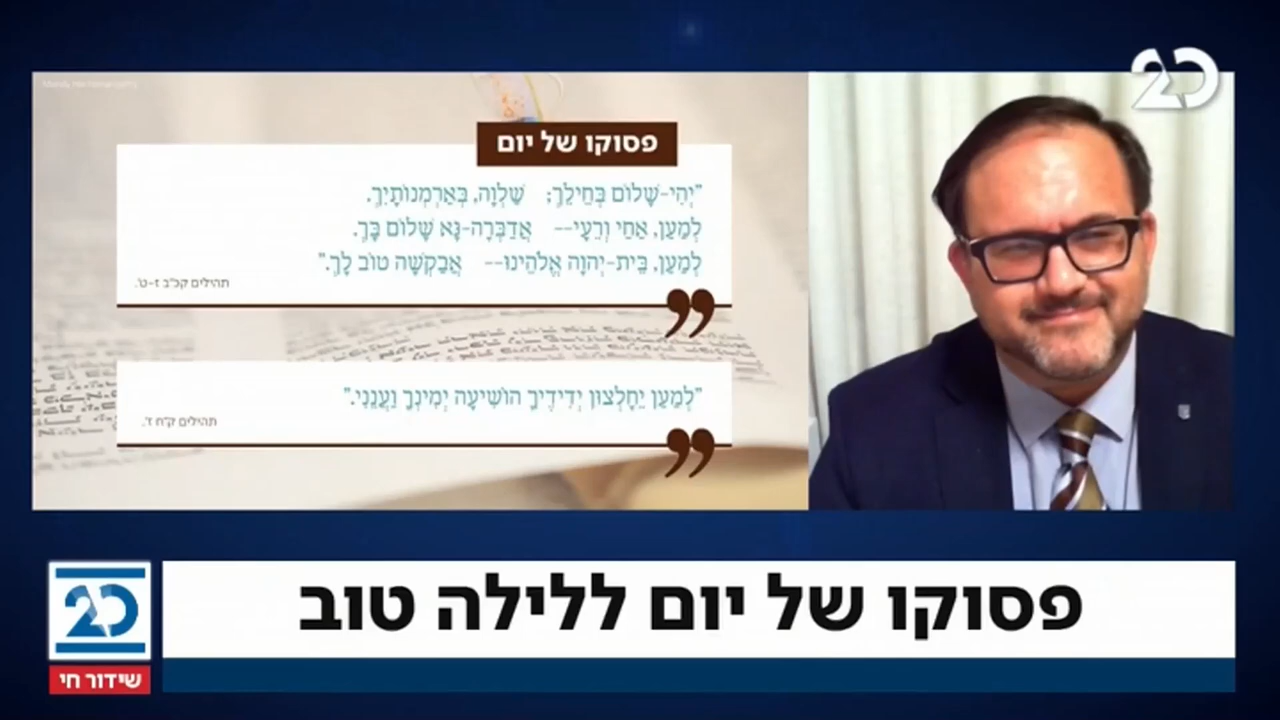 20
פסוקו של יום
"יְהִי-שָׁלוֹם בְּחֵילֵךְ; שַׁלְוָה, בְּאַרְמְנוֹתָיִךְ.
לְמַעַן, אַחַי וְרֵעָי-- אֲדַבְּרָה-נָּא שָׁלוֹם בָּךְ.
לְמַעַן, בֵּית-יְהוָה אֱלֹהֵינוּ-- אֲבַקְשָׁה טוֹב לָךְ."
תהילים קכ"ב ז-ט'.
"לְמַעַן יֵחָלְצוּן יְדִידֶיךָ הוֹשִׁיעָה יְמִינְךָ וַעֲנֵנִי."
תהילים ק"ח ז'.
פסוקו של יום ללילה טוב
20
שידור חי